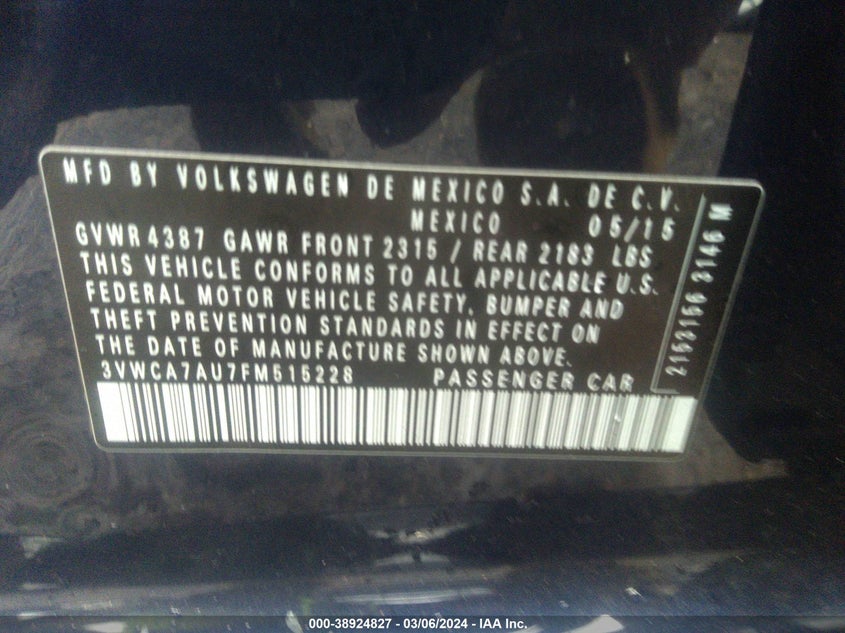 MFD BY VOLKSWAGEN DE MEXICO S.A. DE C.V.
MEXICO 05/15
GVWR 4387 GAWR FRONT 2315 / REAR 2183 LBS
THIS VEHICLE CONFORMS TO ALL APPLICABLE U.S.
FEDERAL MOTOR VEHICLE SAFETY, BUMPER AND
THEFT PREVENTION STANDARDS IN EFFECT ON
THE DATE OF MANUFACTURE SHOWN ABOVE.
3VWCA7AU7FM515228 PASSENGER CAR
000-38924827 - 03/06/2024 - IAA Inc.